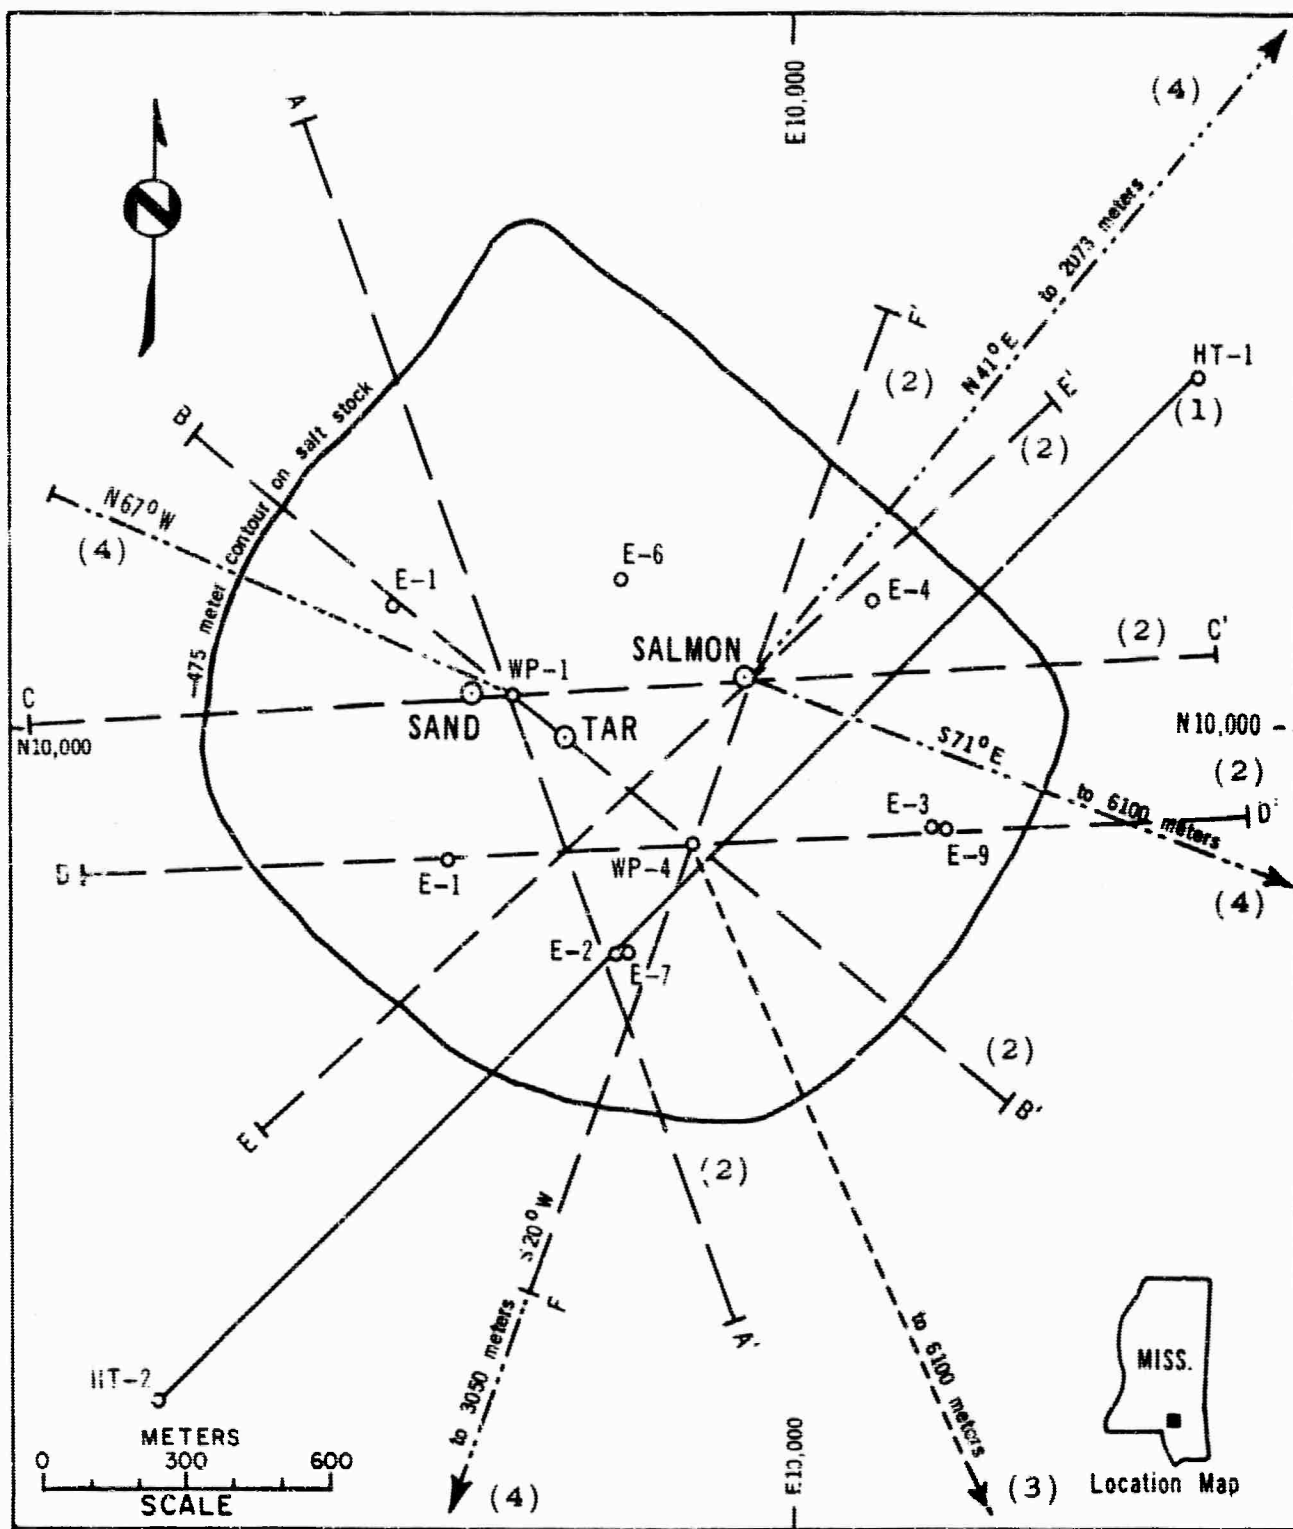 E10,000
(4)
A
N
to 2073 meters
F'
N41°E
HT-1
(2)
(1)
E'
B
(2)
-475 meter contour on salt stock
N67°W
(4)
E-6
E-1
E-4
SALMON
(2)
C'
WP-1
C
SAND
TAR
N10,000
N10,000
S71°E
(2)
to 6100 meters
E-3
D'
E-9
D
E-1
WP-4
(4)
E-2
E-7
(2)
B'
E
(2)
S20°W
F
A'
to 3050 meters
to 6100 meters
MISS.
HT-2
METERS
0 300 600
SCALE
E10,000
(4)
(3)
Location Map